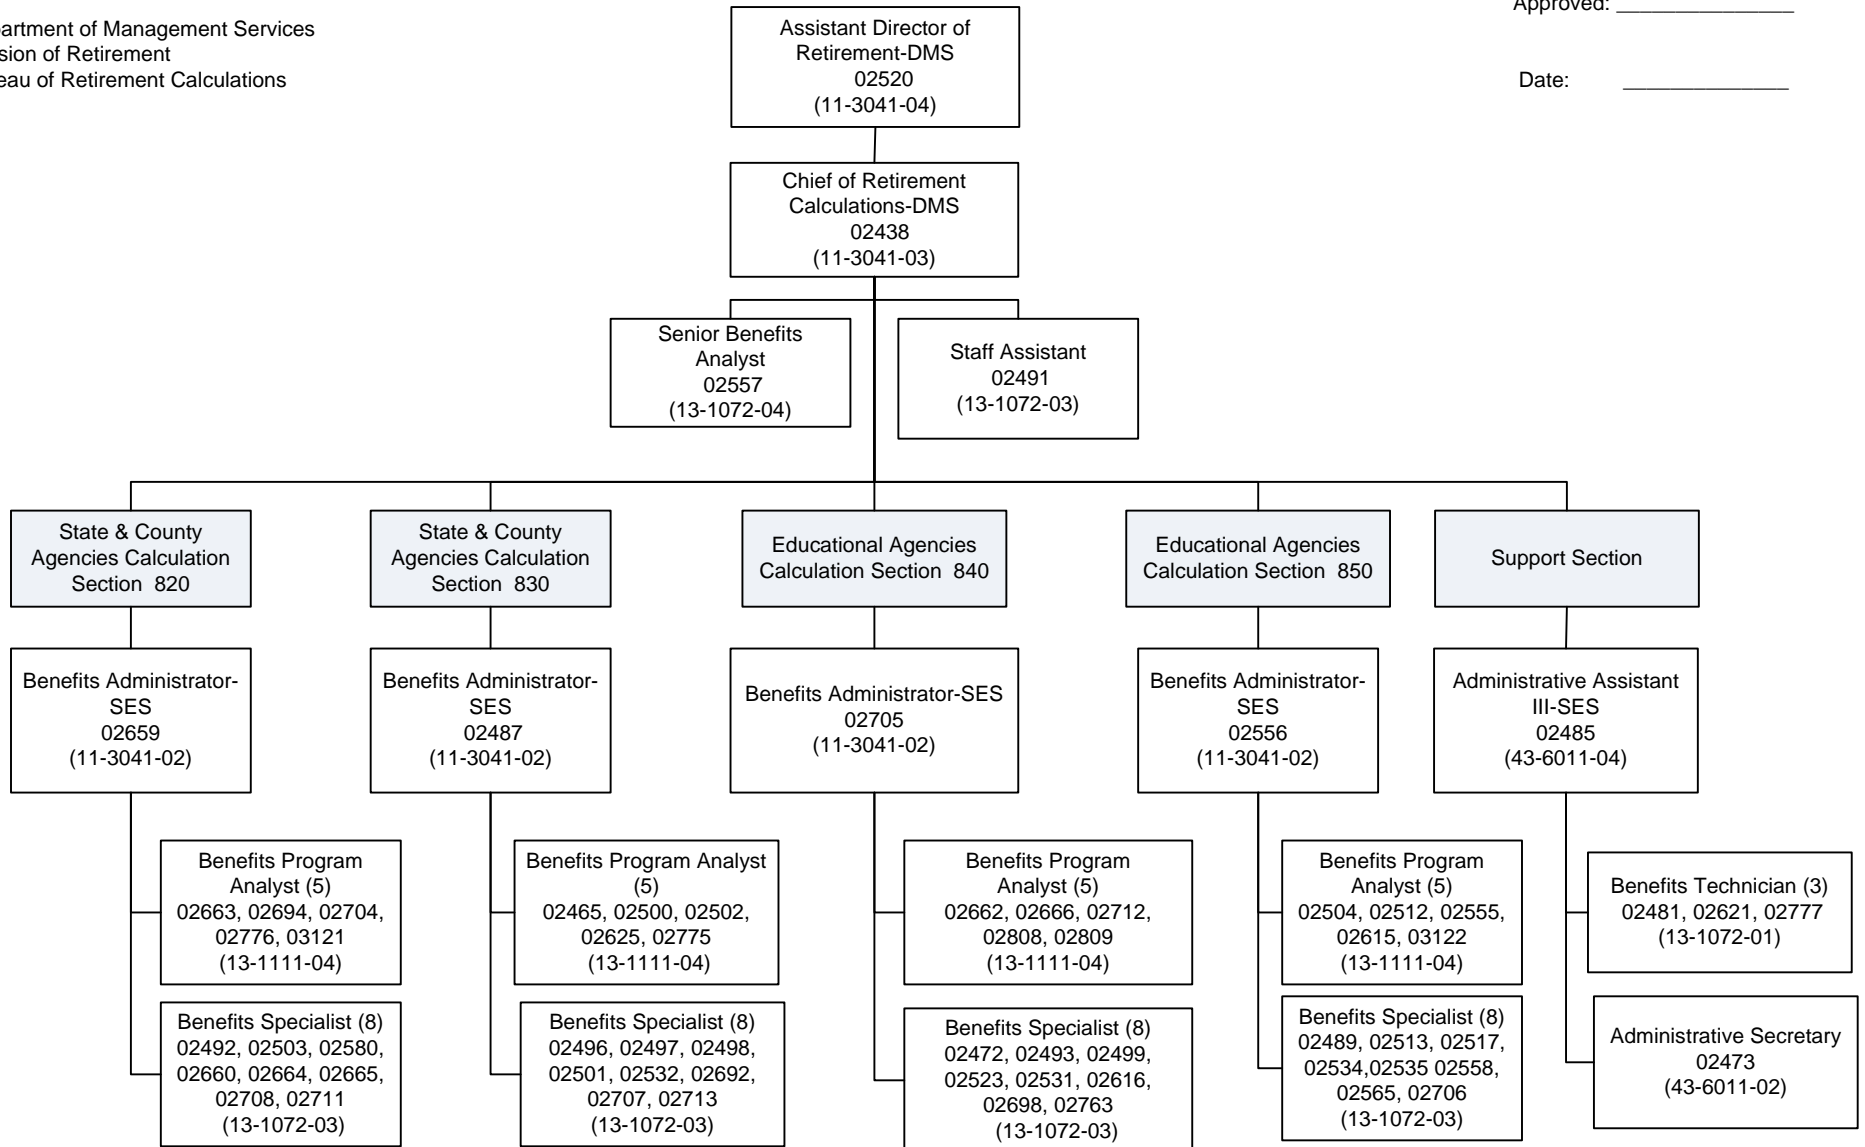 artment of Management Services
sion of Retirement
eau of Retirement Calculations
Approved: _______________
Date: ______________
Assistant Director of
Retirement-DMS
02520
(11-3041-04)
Chief of Retirement
Calculations-DMS
02438
(11-3041-03)
Senior Benefits
Analyst
02557
(13-1072-04)
Staff Assistant
02491
(13-1072-03)
State & County
Agencies Calculation
Section 820
State & County
Agencies Calculation
Section 830
Educational Agencies
Calculation Section 840
Educational Agencies
Calculation Section 850
Support Section
Benefits Administrator-
SES
02659
(11-3041-02)
Benefits Administrator-
SES
02487
(11-3041-02)
Benefits Administrator-SES
02705
(11-3041-02)
Benefits Administrator-
SES
02556
(11-3041-02)
Administrative Assistant
III-SES
02485
(43-6011-04)
Benefits Program
Analyst (5)
02663, 02694, 02704,
02776, 03121
(13-1111-04)
Benefits Program Analyst
(5)
02465, 02500, 02502,
02625, 02775
(13-1111-04)
Benefits Program
Analyst (5)
02662, 02666, 02712,
02808, 02809
(13-1111-04)
Benefits Program
Analyst (5)
02504, 02512, 02555,
02615, 03122
(13-1111-04)
Benefits Technician (3)
02481, 02621, 02777
(13-1072-01)
Benefits Specialist (8)
02492, 02503, 02580,
02660, 02664, 02665,
02708, 02711
(13-1072-03)
Benefits Specialist (8)
02496, 02497, 02498,
02501, 02532, 02692,
02707, 02713
(13-1072-03)
Benefits Specialist (8)
02472, 02493, 02499,
02523, 02531, 02616,
02698, 02763
(13-1072-03)
Benefits Specialist (8)
02489, 02513, 02517,
02534,02535 02558,
02565, 02706
(13-1072-03)
Administrative Secretary
02473
(43-6011-02)